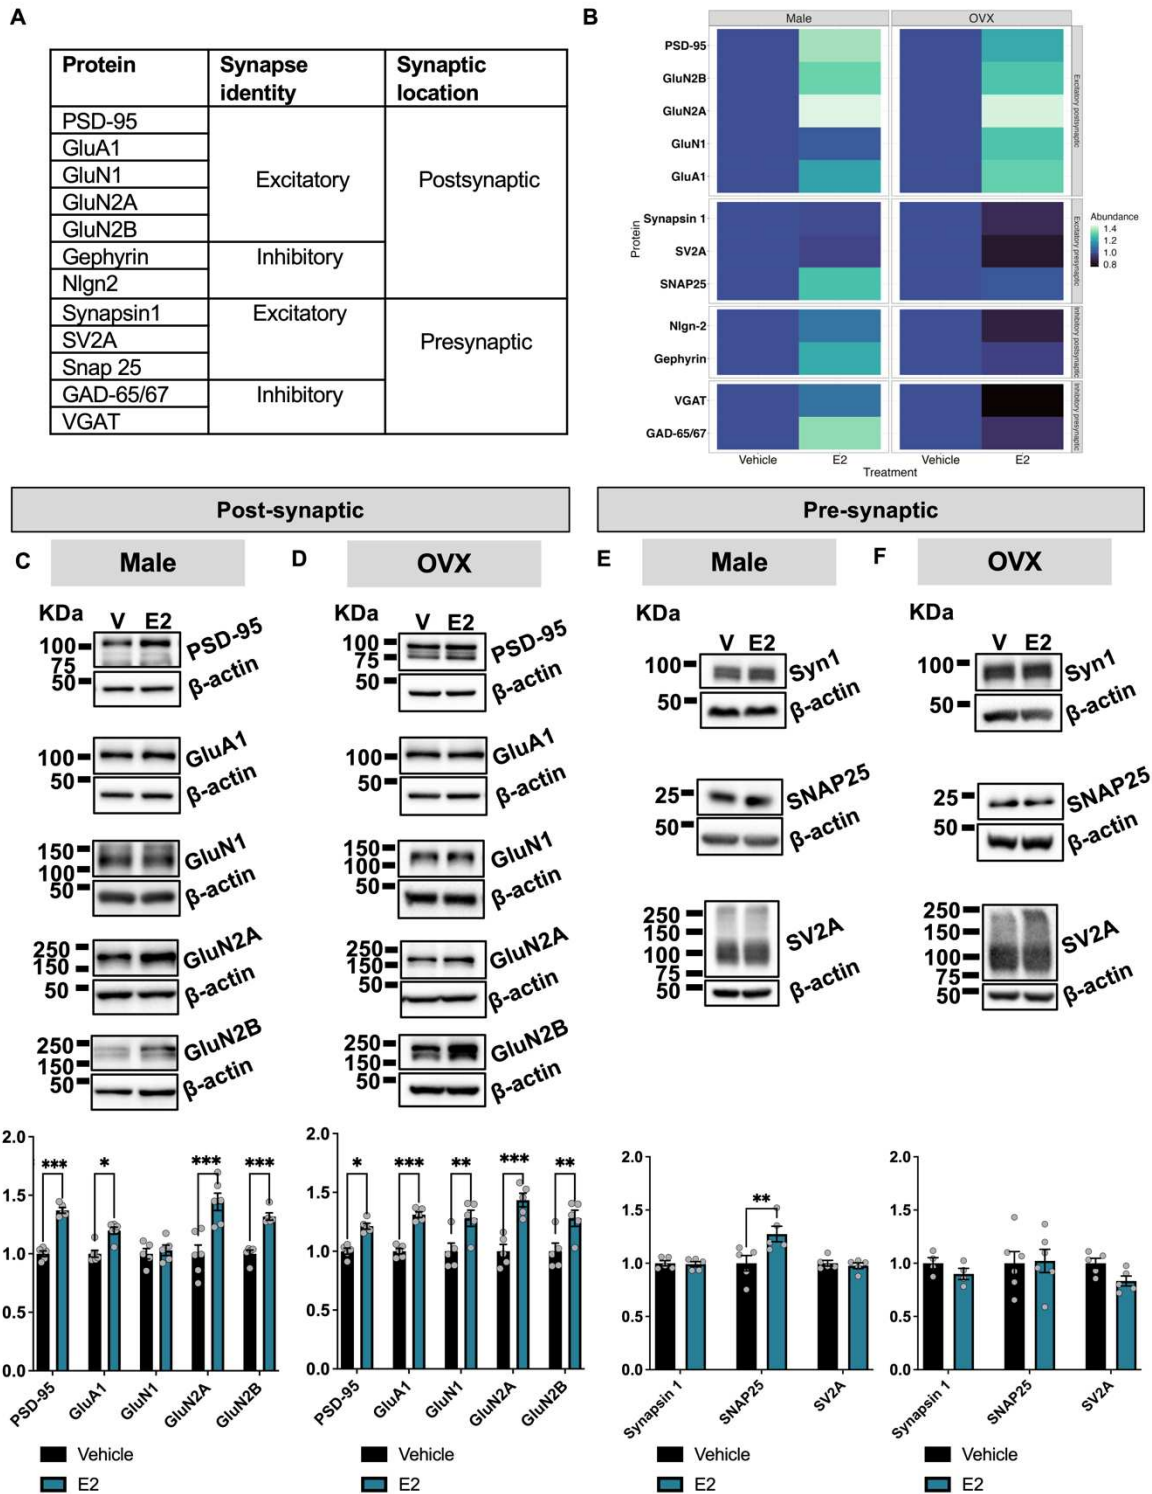 A
Protein Synapse identity Synaptic location
PSD-95
GluA1
GluN1
GluN2A
GluN2B
Excitatory
Postsynaptic
Gephyrin
Inhibitory
Nlgn2
Synapsin1
Excitatory
SV2A
Presynaptic
Snap 25
GAD-65/67
Inhibitory
VGAT
B
Male OVX
PSD-95
GluN2B
GluN2A
GluN1
GluA1
Excitatory postsynaptic
Synapsin 1
SV2A
SNAP25
Excitatory presynaptic
Nlgn-2
Gephyrin
Inhibitory postsynaptic
VGAT
GAD-65/67
Inhibitory presynaptic
Protein
Vehicle E2 Vehicle E2
Treatment
Abundance
1.4
1.2
1.0
0.8
Post-synaptic
Pre-synaptic
C Male
KDa
V E2
100
75
50
PSD-95
β-actin
100
50
GluA1
β-actin
150
100
50
GluN1
β-actin
250
150
50
GluN2A
β-actin
250
150
50
GluN2B
β-actin
2.0
1.5
1.0
0.5
0.0
*** * *** ***
PSD-95 GluA1 GluN1 GluN2A GluN2B
Vehicle
E2
D OVX
KDa
V E2
100
75
50
PSD-95
β-actin
100
50
GluA1
β-actin
150
100
50
GluN1
β-actin
250
150
50
GluN2A
β-actin
250
150
50
GluN2B
β-actin
2.0
1.5
1.0
0.5
0.0
* *** ** *** **
PSD-95 GluA1 GluN1 GluN2A GluN2B
Vehicle
E2
E Male
KDa
V E2
100
50
Syn1
β-actin
25
50
SNAP25
β-actin
250
150
100
75
50
SV2A
β-actin
2.0
1.5
1.0
0.5
0.0
**
Synapsin 1 SNAP25 SV2A
Vehicle
E2
F OVX
KDa
V E2
100
50
Syn1
β-actin
25
50
SNAP25
β-actin
250
150
100
75
50
SV2A
β-actin
2.0
1.5
1.0
0.5
0.0
Synapsin 1 SNAP25 SV2A
Vehicle
E2